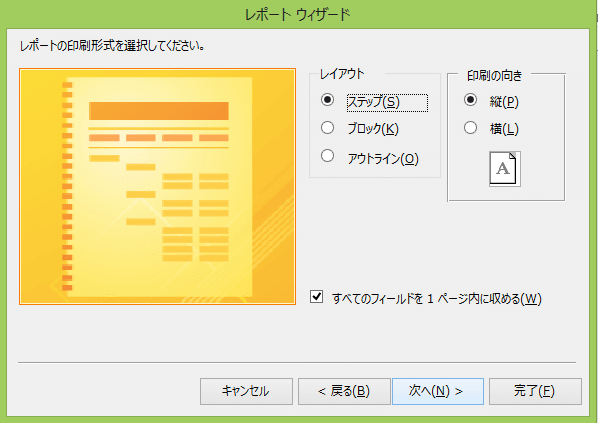 レポート ウィザード
レポートの印刷形式を選択してください。
レイアウト
ステップ(S)
ブロック(K)
アウトライン(O)
印刷の向き
縦(P)
横(L)
A
すべてのフィールドを 1 ページ内に収める(W)
キャンセル
< 戻る(B)
次へ(N) >
完了(F)